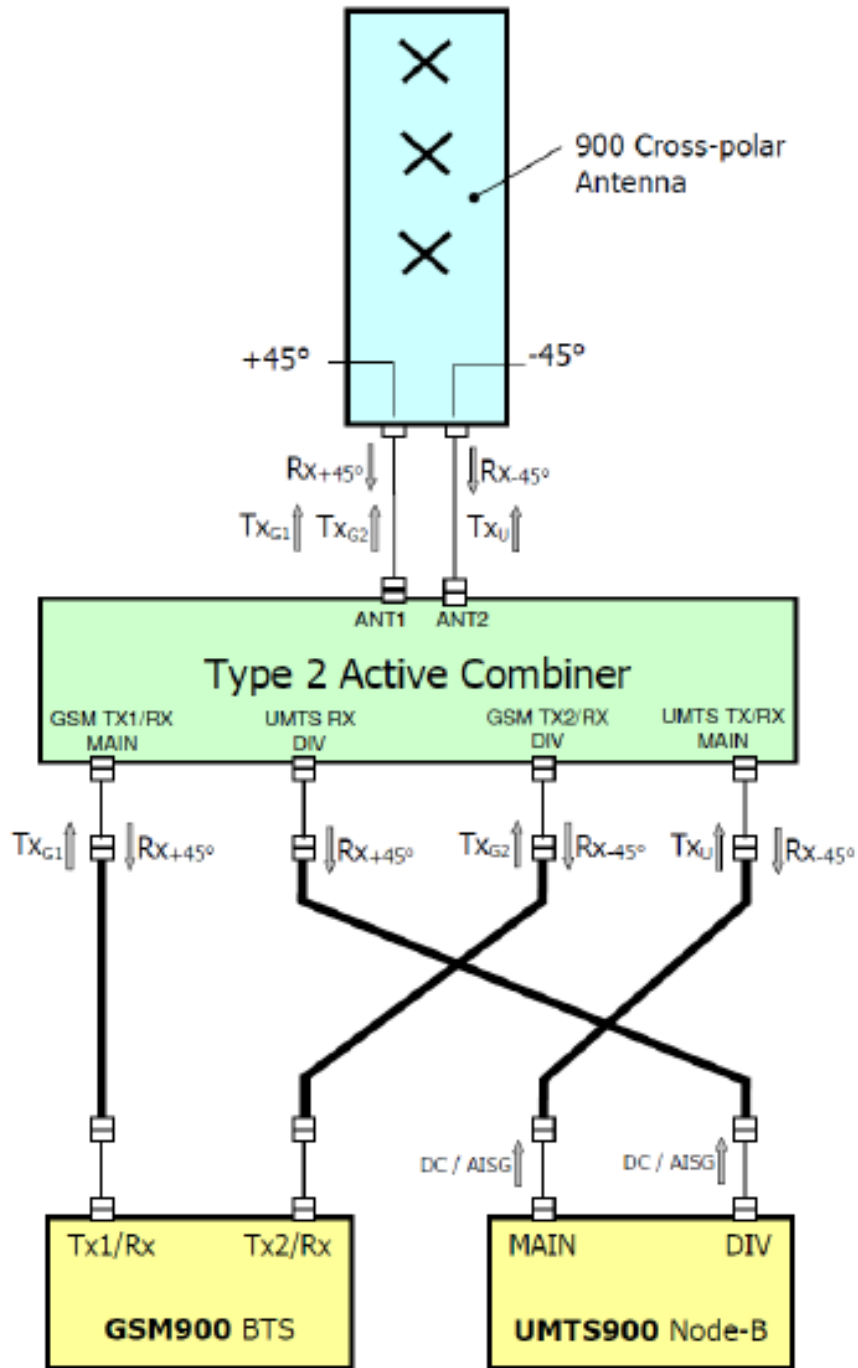 900 Cross-polar
Antenna
+45°
-45°
Rx+45°
Rx-45°
TxG1
TxG2
TxU
ANT1
ANT2
Type 2 Active Combiner
GSM TX1/RX
MAIN
UMTS RX
DIV
GSM TX2/RX
DIV
UMTS TX/RX
MAIN
TxG1
Rx+45°
Rx+45°
TxG2
Rx-45°
TxU
Rx-45°
DC / AISG
DC / AISG
Tx1/Rx
Tx2/Rx
MAIN
DIV
GSM900 BTS
UMTS900 Node-B